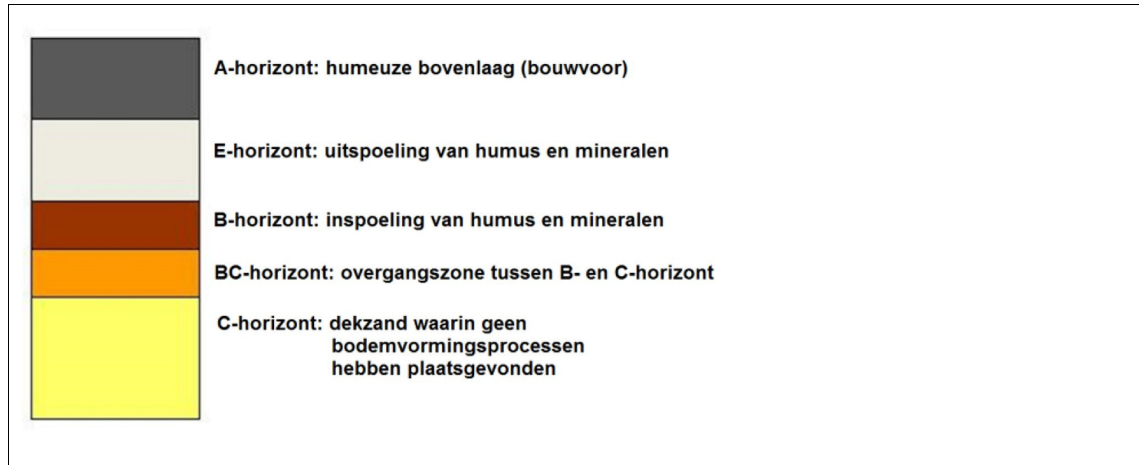 A-horizont: humeuze bovenlaag (bouwvoor)
E-horizont: uitspoeling van humus en mineralen
B-horizont: inspoeling van humus en mineralen
BC-horizont: overgangszone tussen B- en C-horizont
C-horizont: dekzand waarin geen
bodemvormingsprocessen
hebben plaatsgevonden